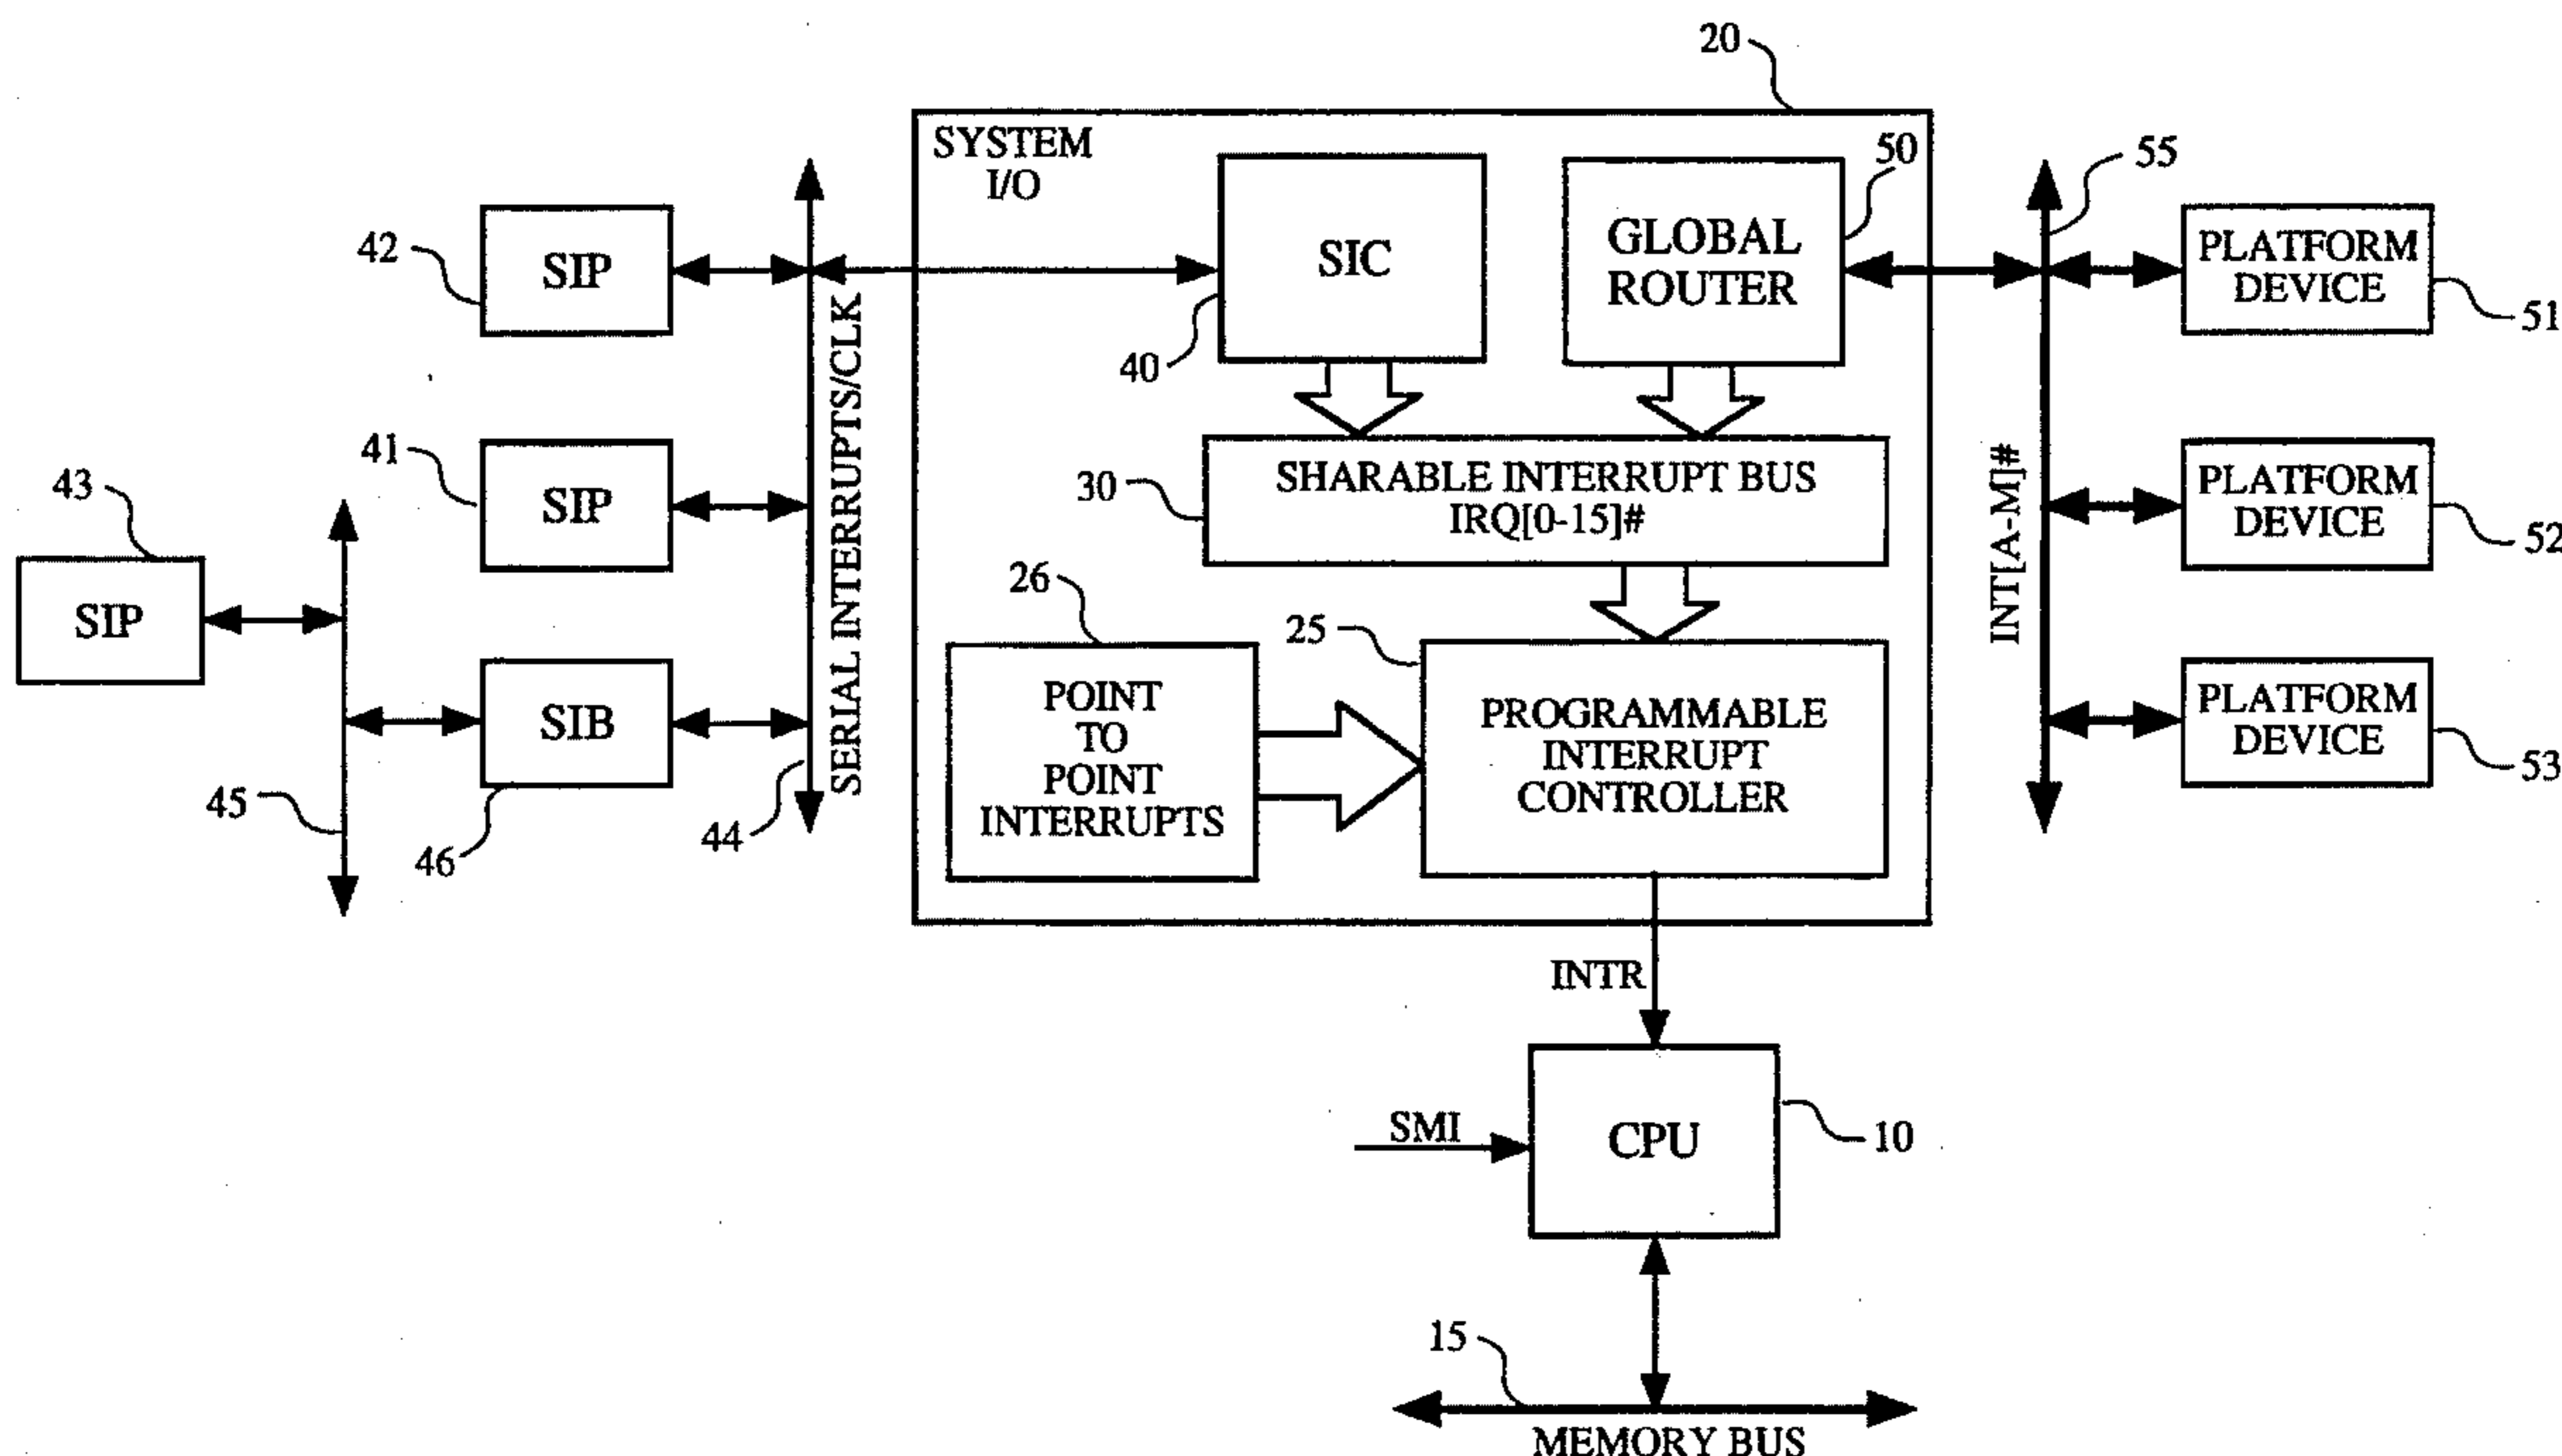 20
SYSTEM
I/O
50
55
42
SIP
SIC
GLOBAL
ROUTER
PLATFORM
DEVICE
51
40
SERIAL INTERRUPTS/CLK
41
SIP
43
30
SHARABLE INTERRUPT BUS
IRQ[0-15]#
INT[A-M]#
PLATFORM
DEVICE
52
SIP
26
25
SIB
POINT
TO
POINT
INTERRUPTS
PROGRAMMABLE
INTERRUPT
CONTROLLER
PLATFORM
DEVICE
53
45
46
44
INTR
SMI
CPU
10
15
MEMORY BUS